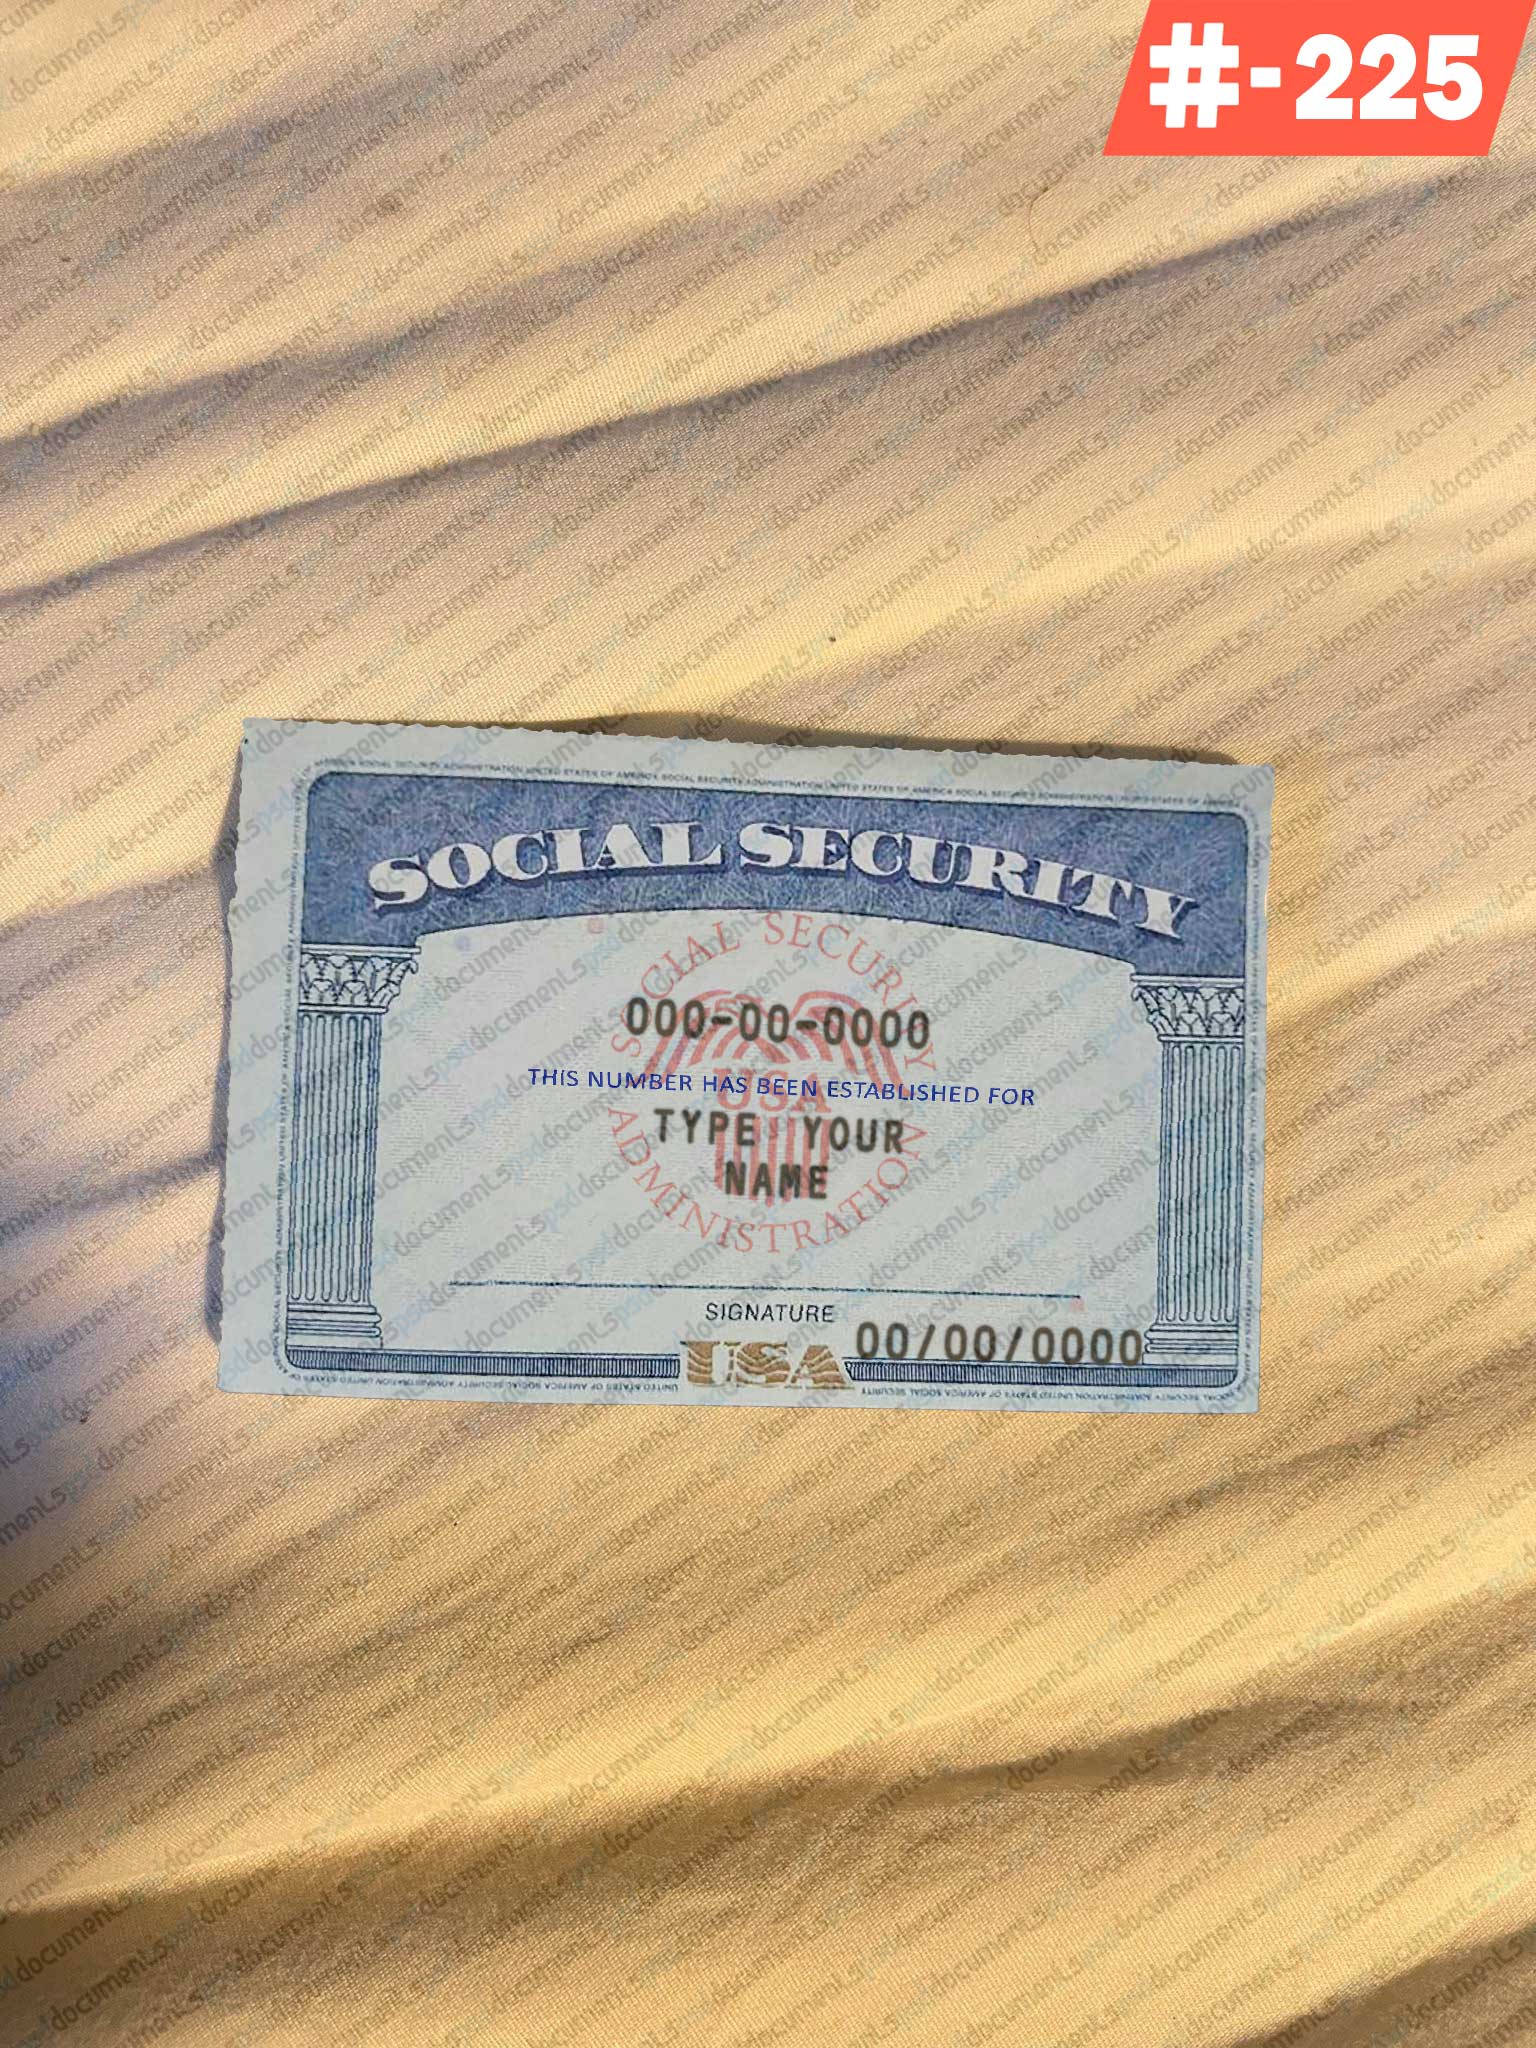 #-225
SOCIAL SECURITY
SOCIAL SECURITY
000-00-0000
THIS NUMBER HAS BEEN ESTABLISHED FOR
USA
TYPE YOUR
NAME
ADMINISTRATION
SIGNATURE
USA
00/00/0000
psddocuments